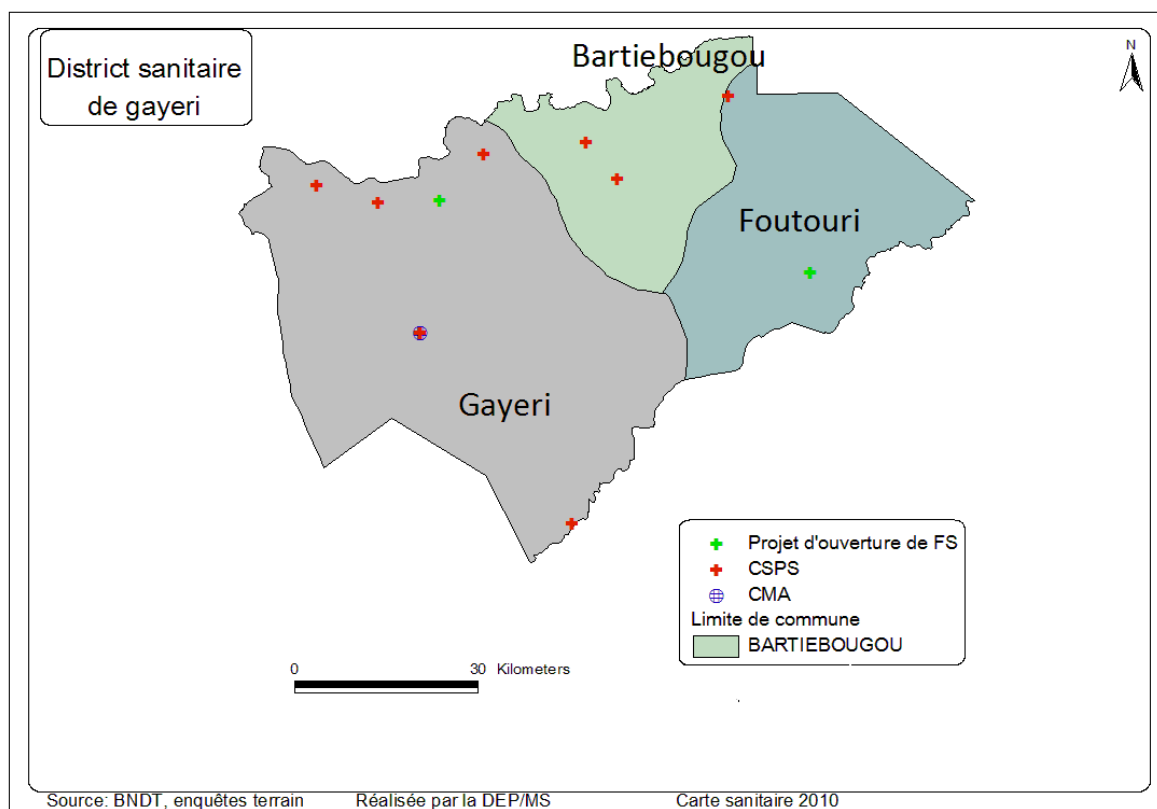 District sanitaire
de gayeri
Bartiebougou
N
Foutouri
Gayeri
Projet d'ouverture de FS
CSPS
CMA
Limite de commune
BARTIEBOUGOU
0 30 Kilometers
Source: BNDT, enquêtes terrain Réalisée par la DEP/MS Carte sanitaire 2010